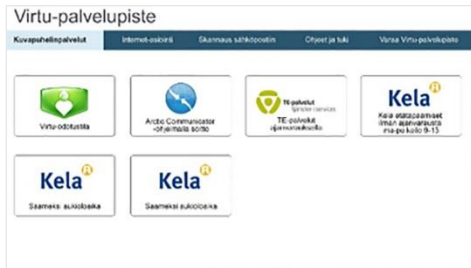 Virtu-palvelupiste
Kuvapuhelinpalvelut
Internet-asiointi
Skannaus sähköpostiin
Ohjeet ja tuki
Varaa Virtu-palvelupiste
Virtu-odotustila
Arctic Communicator
-ohjelmalla soitto
TE-palvelut
TE-palvelut
ajanvarauksella
Kela
Kela etätapaamiset
ilman ajanvarausta
ma-pe kello 9-15
Kela
Saameksi aukioloaika
Kela
Saameksi aukioloaika